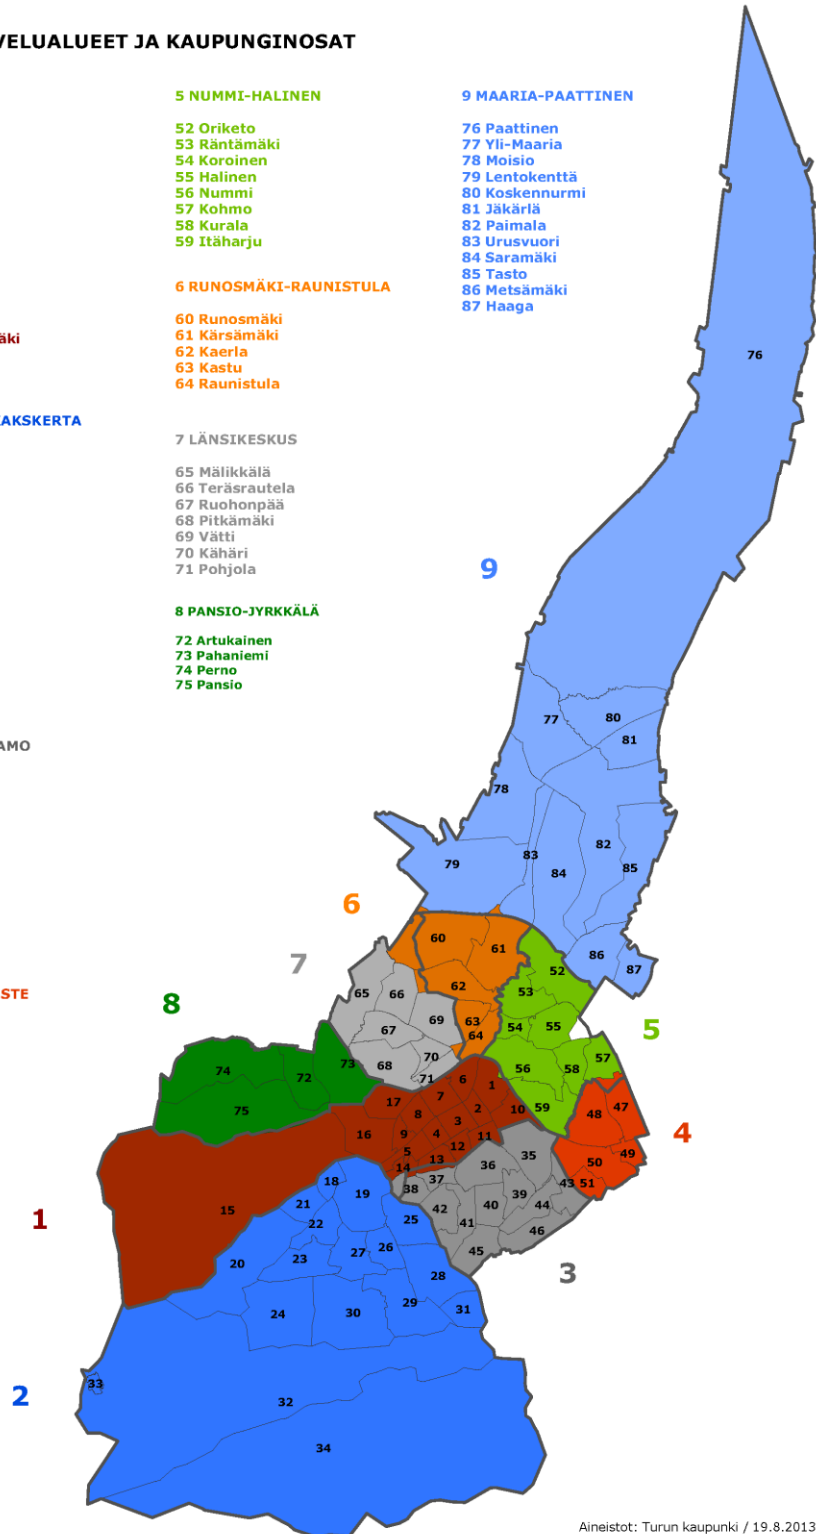 VELUALUEET JA KAUPUNGINOSAT
äki
AKSKERTA
AMO
STE
5 NUMMI-HALINEN
52 Oriketo
53 Räntämäki
54 Koroinen
55 Halinen
56 Nummi
57 Kohmo
58 Kurala
59 Itäharju
6 RUNOSMÄKI-RAUNISTULA
60 Runosmäki
61 Kärsämäki
62 Kaerla
63 Kastu
64 Raunistula
7 LÄNSIKESKUS
65 Mälikkälä
66 Teräsrautela
67 Ruohonpää
68 Pitkämäki
69 Vätti
70 Kähäri
71 Pohjola
8 PANSIO-JYRKKÄLÄ
72 Artukainen
73 Pahaniemi
74 Perno
75 Pansio
9 MAARIA-PAATTINEN
76 Paattinen
77 Yli-Maaria
78 Moisio
79 Lentokenttä
80 Koskennurmi
81 Jäkärlä
82 Paimala
83 Urusvuori
84 Saramäki
85 Tasto
86 Metsämäki
87 Haaga
76
9
77
80
81
78
82
79
83
84
85
6
60
61
86
87
7
52
62
65
66
53
8
69
63
54
55
5
67
64
70
57
74
73
68
56
58
72
71
6
1
75
17
7
2
10
59
48
47
8
3
4
16
9
4
11
5
12
13
14
35
49
50
36
37
18
38
43
51
19
39
1
15
21
42
40
44
22
25
41
46
26
27
23
45
20
28
3
29
31
24
30
33
2
32
34
Aineistot: Turun kaupunki / 19.8.2013